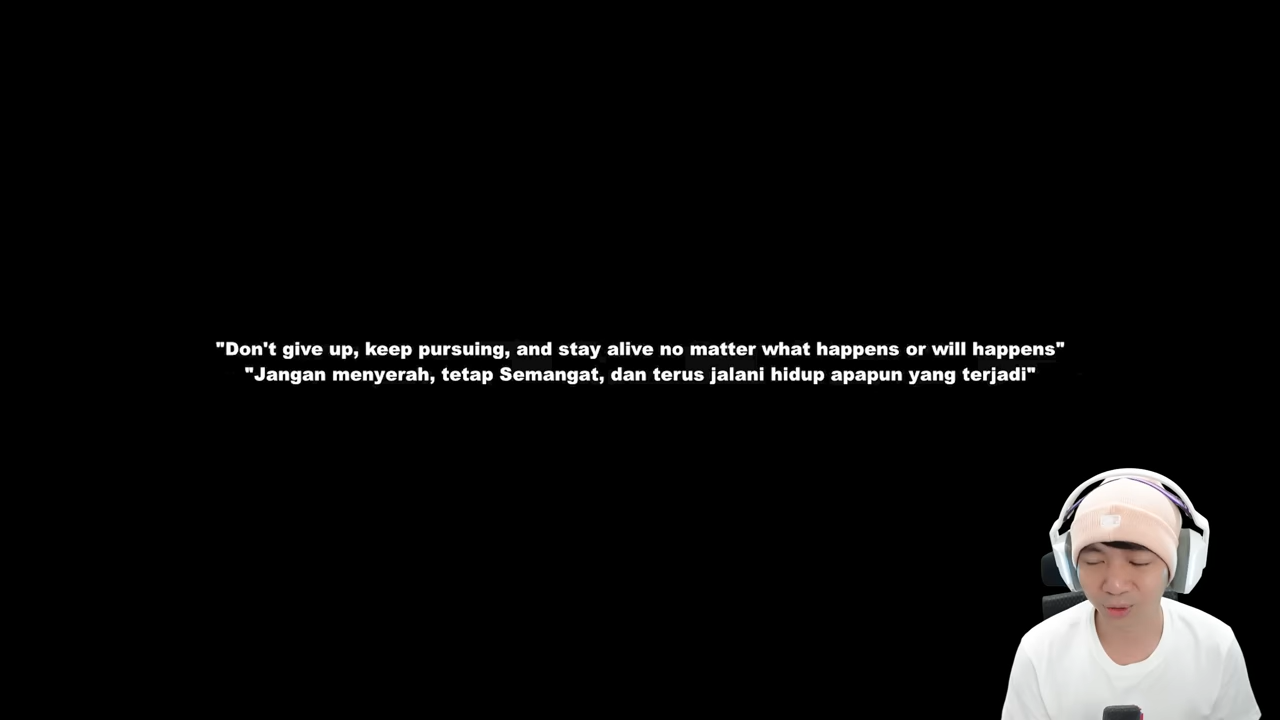 "Don't give up, keep pursuing, and stay alive no matter what happens or will happens"
"Jangan menyerah, tetap Semangat, dan terus jalani hidup apapun yang terjadi"